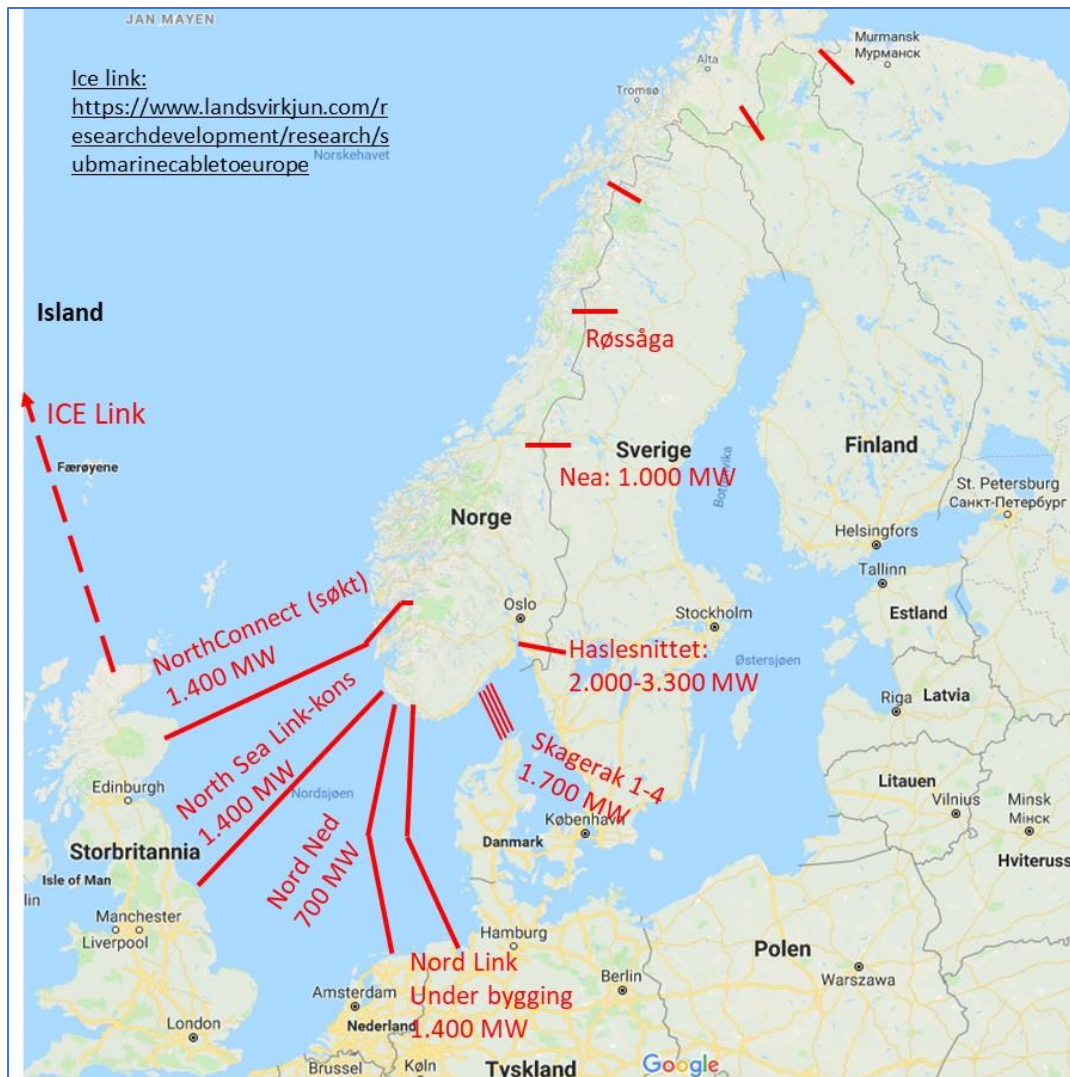 JAN MAYEN
Ice link:
https://www.landsvirkjun.com/r
esearchdevelopment/research/s
ubmarinecabletoeurope
Norskehavet
Murmansk
Мурманск
Alta
Tromsø
Island
ICE Link
Færøyene
Røssåga
Sverige
Nea: 1.000 MW
Finland
Bottenvika
Norge
St. Petersburg
Санкт-Петербург
Helsingfors
Tallinn
Estland
Oslo
Stockholm
NorthConnect (søkt)
1.400 MW
Haslesnittet:
2.000-3.300 MW
Østersjøen
Riga
Latvia
North Sea Link-kons
1.400 MW
Nordsjøen
Skagerak 1-4
1.700 MW
Edinburgh
Litauen
Vilnius
Minsk
Мінск
København
Danmark
Hviteruss
Storbritannia
Isle of Man
lin
Nord Ned
700 MW
Manchester
Liverpool
Hamburg
Polen
Nord Link
Under bygging
1.400 MW
Berlin
Warszawa
Amsterdam
Nederland
London
Brussel
Köln
Tyskland
Google